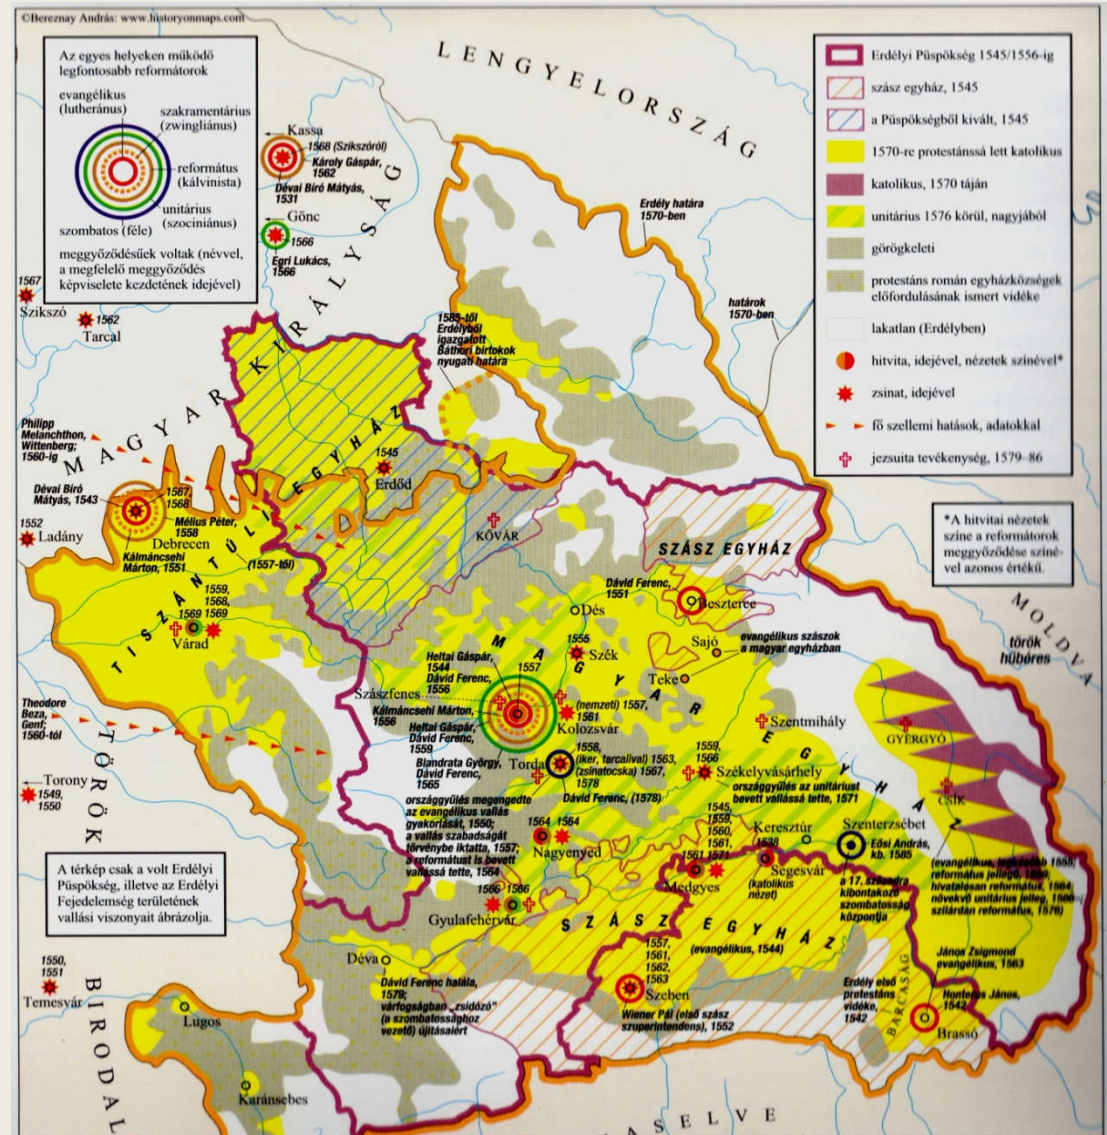 ©Bereznay András: www.historyonmaps.com
Az egyes helyeken működő
legfontosabb reformátorok
evangélikus
(lutheránus)
szakramentárius
(zwingliánus)
református
(kálvinista)
unitárius
(szociniánus)
szombatos (féle)
meggyőződésűek voltak (névvel,
a megfelelő meggyőződés
képviselete kezdetének idejével)
LENGYELORSZÁG
Erdélyi Püspökség 1545/1556-ig
szász egyház, 1545
a Püspökségből kivált, 1545
1570-re protestánssá lett katolikus
katolikus, 1570 táján
unitárius 1576 körül, nagyjából
görögkeleti
protestáns román egyházközségek
előfordulásának ismert vidéke
lakatlan (Erdélyben)
hitvita, idejével, nézetek színével*
zsinat, idejével
fő szellemi hatások, adatokkal
jezsuita tevékenység, 1579–86
*A hitvitai nézetek
színe a reformátorok
meggyőződése színé-
vel azonos értékű.
Kassa
1568 (Szikszóról)
Károly Gáspár,
1562
Dévai Bíró Mátyás,
1531
Gönc
1566
Egri Lukács,
1566
1567
Szikszó
1562
Tarcal
MAGYAR KIRÁLYSÁG
Erdély határa
1570-ben
határok
1570-ben
1585-től
Erdélyből
igazgatott
Báthori birtokok
nyugati határa
Philipp
Melanchthon,
Wittenberg;
1560-ig
Dévai Bíró
Mátyás, 1543
1567,
1568
Mélius Péter,
1558
Debrecen
Kálmáncsehi
Márton, 1551
(1557-től)
1552
Ladány
TISZÁNTÚLI EGYHÁZ
1545
Erdőd
KŐVÁR
SZÁSZ EGYHÁZ
MOLDVA
török
hűbéres
1559,
1568,
1569
1569
Várad
Dávid Ferenc,
1551
Beszterce
Dés
1555
Szék
Sajó
Teke
evangélikus szászok
a magyar egyházban
MAGYAR EGYHÁZ
Heltai Gáspár,
1544
Dávid Ferenc,
1556
1557
Szászfenes
Kálmáncsehi Márton,
1556
(nemzeti) 1557,
1561
Kolozsvár
Heltai Gáspár,
Dávid Ferenc,
1559
Blandrata György,
Dávid Ferenc,
1565
Torda
1558,
(iker, tarcalival) 1563,
(zsinatocska) 1567,
1578
Dávid Ferenc, (1578)
Szentmihály
GYERGYÓ
CSÍK
1559,
1566
Székelyvásárhely
országgyűlés az unitáriust
bevett vallássá tette, 1571
Theodore
Beza,
Genf;
1560-tól
TÖRÖK
Torony
1549,
1550
országgyűlés megengedte
az evangélikus vallás
gyakorlását, 1550;
a vallás szabadságát
törvénybe iktatta, 1557;
a reformátust is bevett
vallássá tette, 1564
1564
1564
Nagyenyed
1545,
1559,
1560,
1561,
1561
1571
Medgyes
Keresztúr
1538
Segesvár
(katolikus
nézet)
Szenterzsébet
Eősi András,
kb. 1585
a 17. századra
kibontakozó
szombatosság
központja
református jellegű,
hivatalosan református, 1564;
növekvő unitárius jelleg,
szilárdan református, 1576)
A térkép csak a volt Erdélyi
Püspökség, illetve az Erdélyi
Fejedelemség területének
vallási viszonyait ábrázolja.
1566
1566
Gyulafehérvár
SZÁSZ EGYHÁZ
(evangélikus, 1544)
Déva
Dávid Ferenc halála,
1579;
várfogságban „zsidózó”
(a szombatossághoz
vezető) újításaiért
1557,
1561,
1562,
1563
Szeben
Wiener Pál (első szász
szuperintendens), 1552
Erdély első
protestáns
vidéke,
1542
BARCASÁG
János Zsigmond
evangélikus, 1563
Honterus János,
1542
Brassó
1550,
1551
Temesvár
BIRODAL
Lugos
Karánsebes
ASELVE